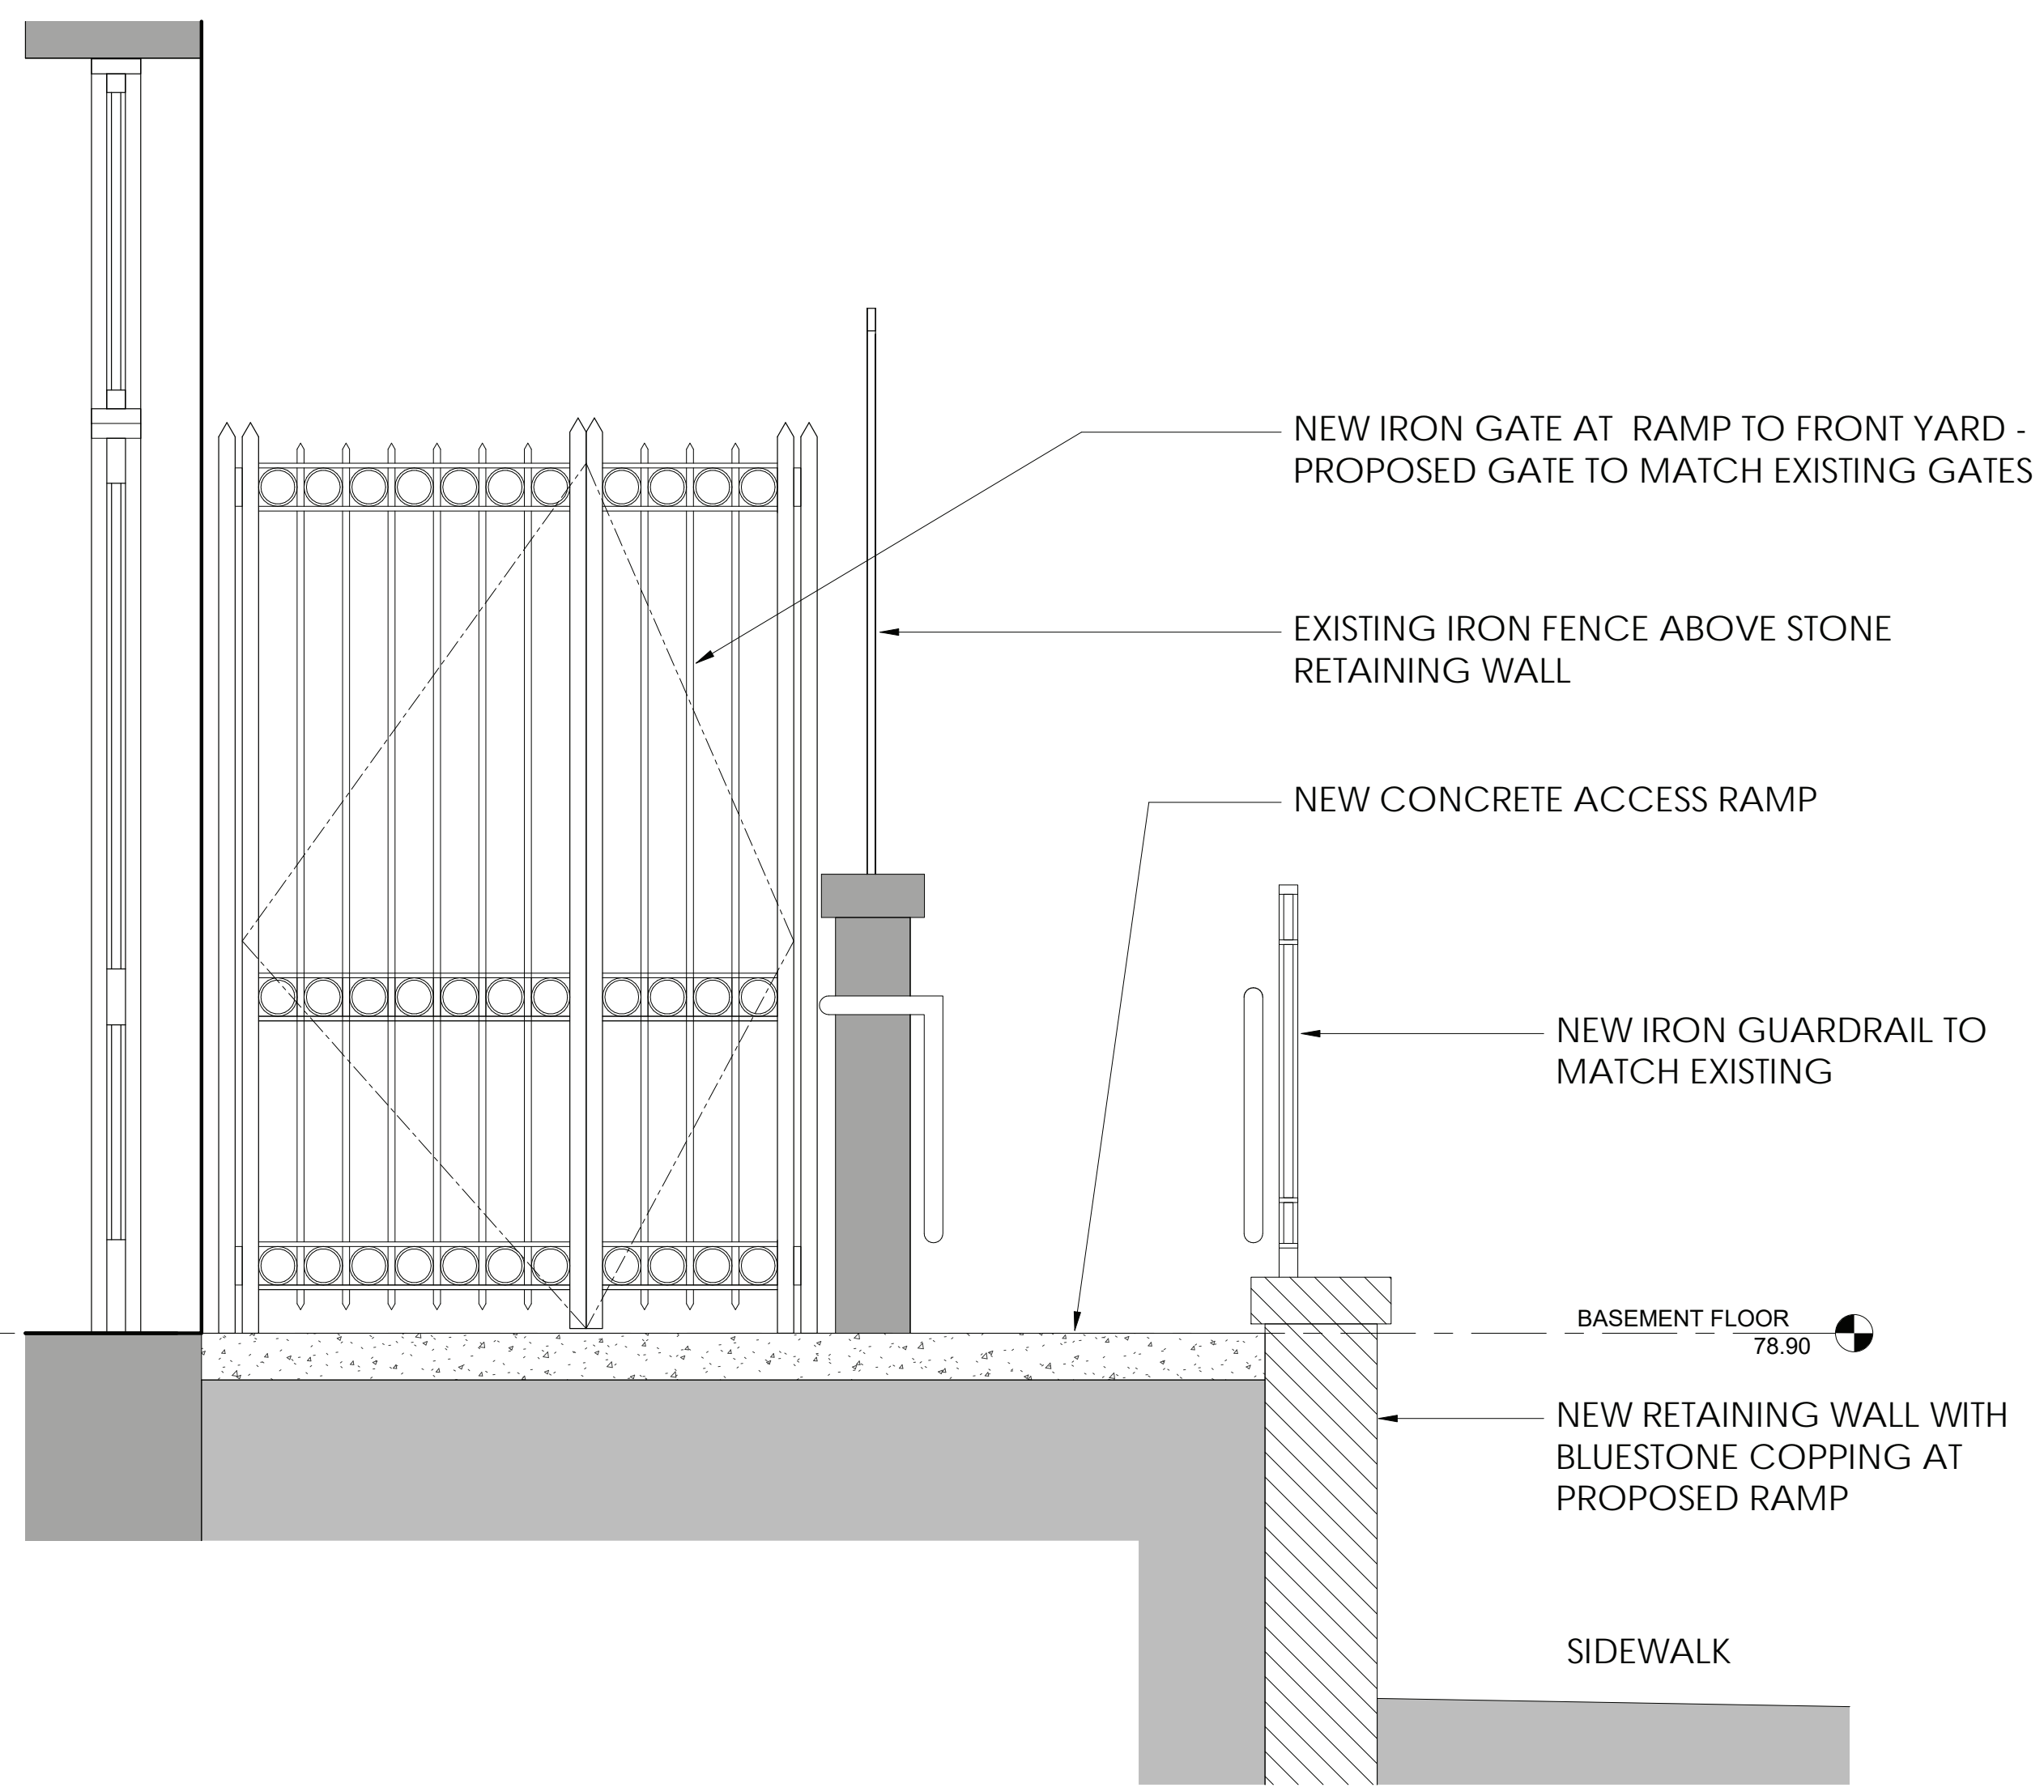 NEW IRON GATE AT RAMP TO FRONT YARD -
PROPOSED GATE TO MATCH EXISTING GATES
EXISTING IRON FENCE ABOVE STONE
RETAINING WALL
NEW CONCRETE ACCESS RAMP
NEW IRON GUARDRAIL TO
MATCH EXISTING
BASEMENT FLOOR
78.90
NEW RETAINING WALL WITH
BLUESTONE COPPING AT
PROPOSED RAMP
SIDEWALK